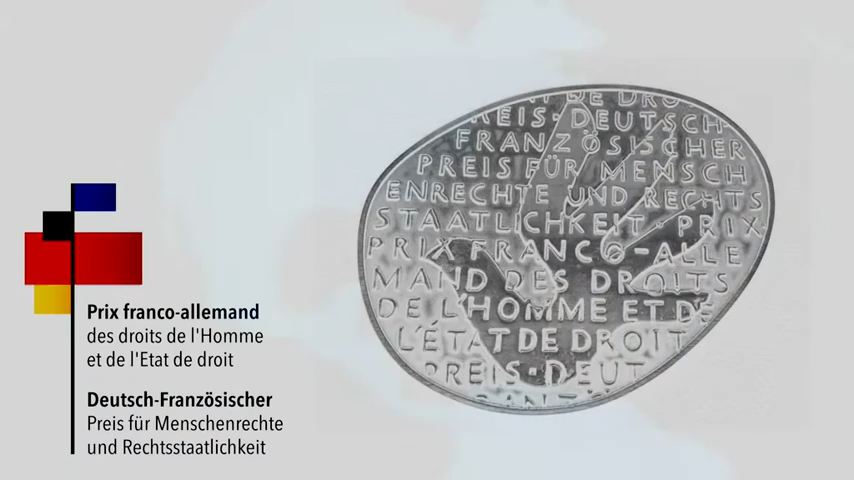 Prix franco-allemand
des droits de l'Homme
et de l'Etat de droit
Deutsch-Französischer
Preis für Menschenrechte
und Rechtsstaatlichkeit
DE DRO
REIS · DEUTSCH
FRANZÖSISCHER
PREIS FÜR MENSCH
ENRECHTE UND RECHTS
STAATLICHKEIT · PRIX
PRIX FRANCO-ALLE
MAND DES DROITS
DE L'HOMME ET DE
L'ÉTAT DE DROIT
PREIS · DEUT